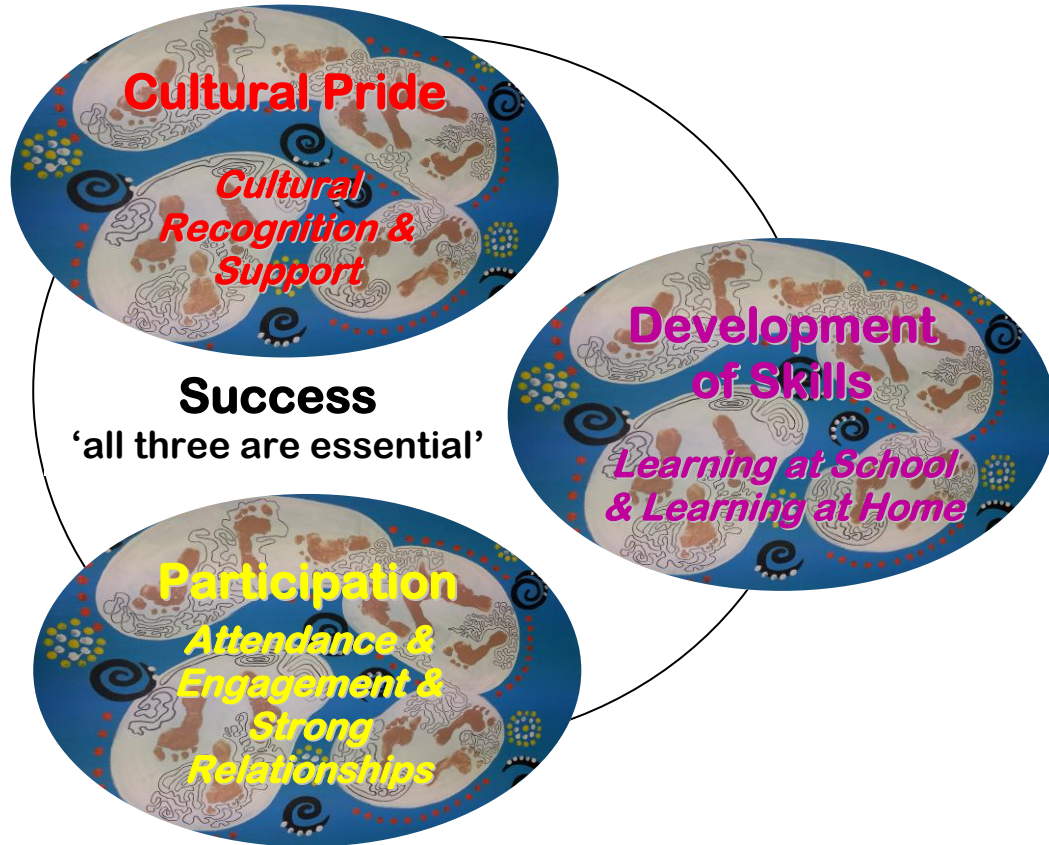 Cultural Pride
Cultural
Recognition &
Support
Development
of Skills
Learning at School
& Learning at Home
Success
‘all three are essential’
Participation
Attendance &
Engagement &
Strong
Relationships